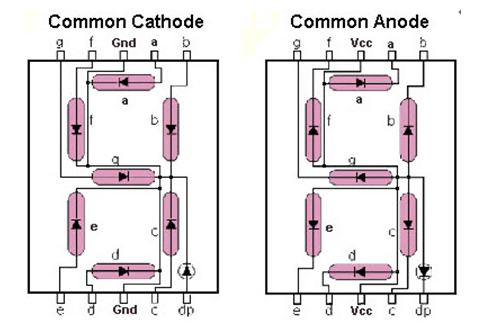 Common Cathode Common Anode
g f Gnd a b g f Vcc a b
a a
f b f b
q g
e c e c
d d
e d Gnd c dp e d Vcc c dp